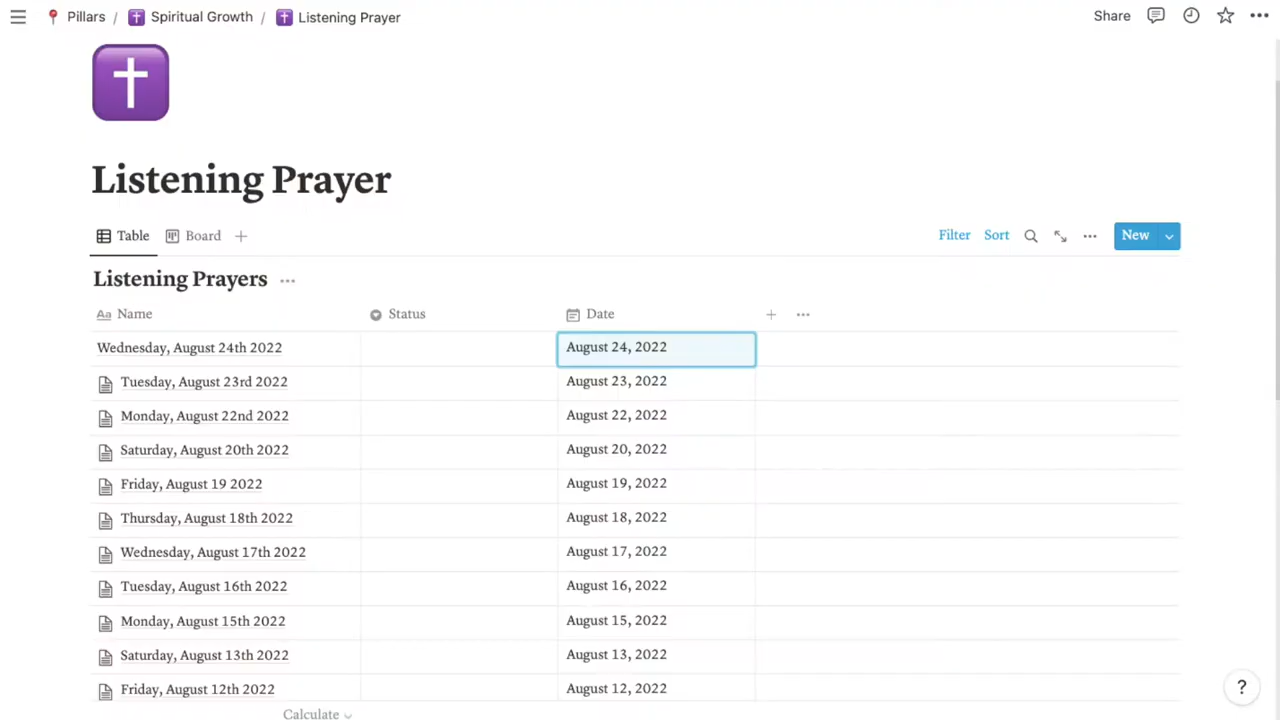 Pillars / Spiritual Growth / Listening Prayer Share
Listening Prayer
Table Board Filter Sort New
Listening Prayers
Aa Name Status Date
Wednesday, August 24th 2022 August 24, 2022
Tuesday, August 23rd 2022 August 23, 2022
Monday, August 22nd 2022 August 22, 2022
Saturday, August 20th 2022 August 20, 2022
Friday, August 19 2022 August 19, 2022
Thursday, August 18th 2022 August 18, 2022
Wednesday, August 17th 2022 August 17, 2022
Tuesday, August 16th 2022 August 16, 2022
Monday, August 15th 2022 August 15, 2022
Saturday, August 13th 2022 August 13, 2022
Friday, August 12th 2022 August 12, 2022
Calculate
?